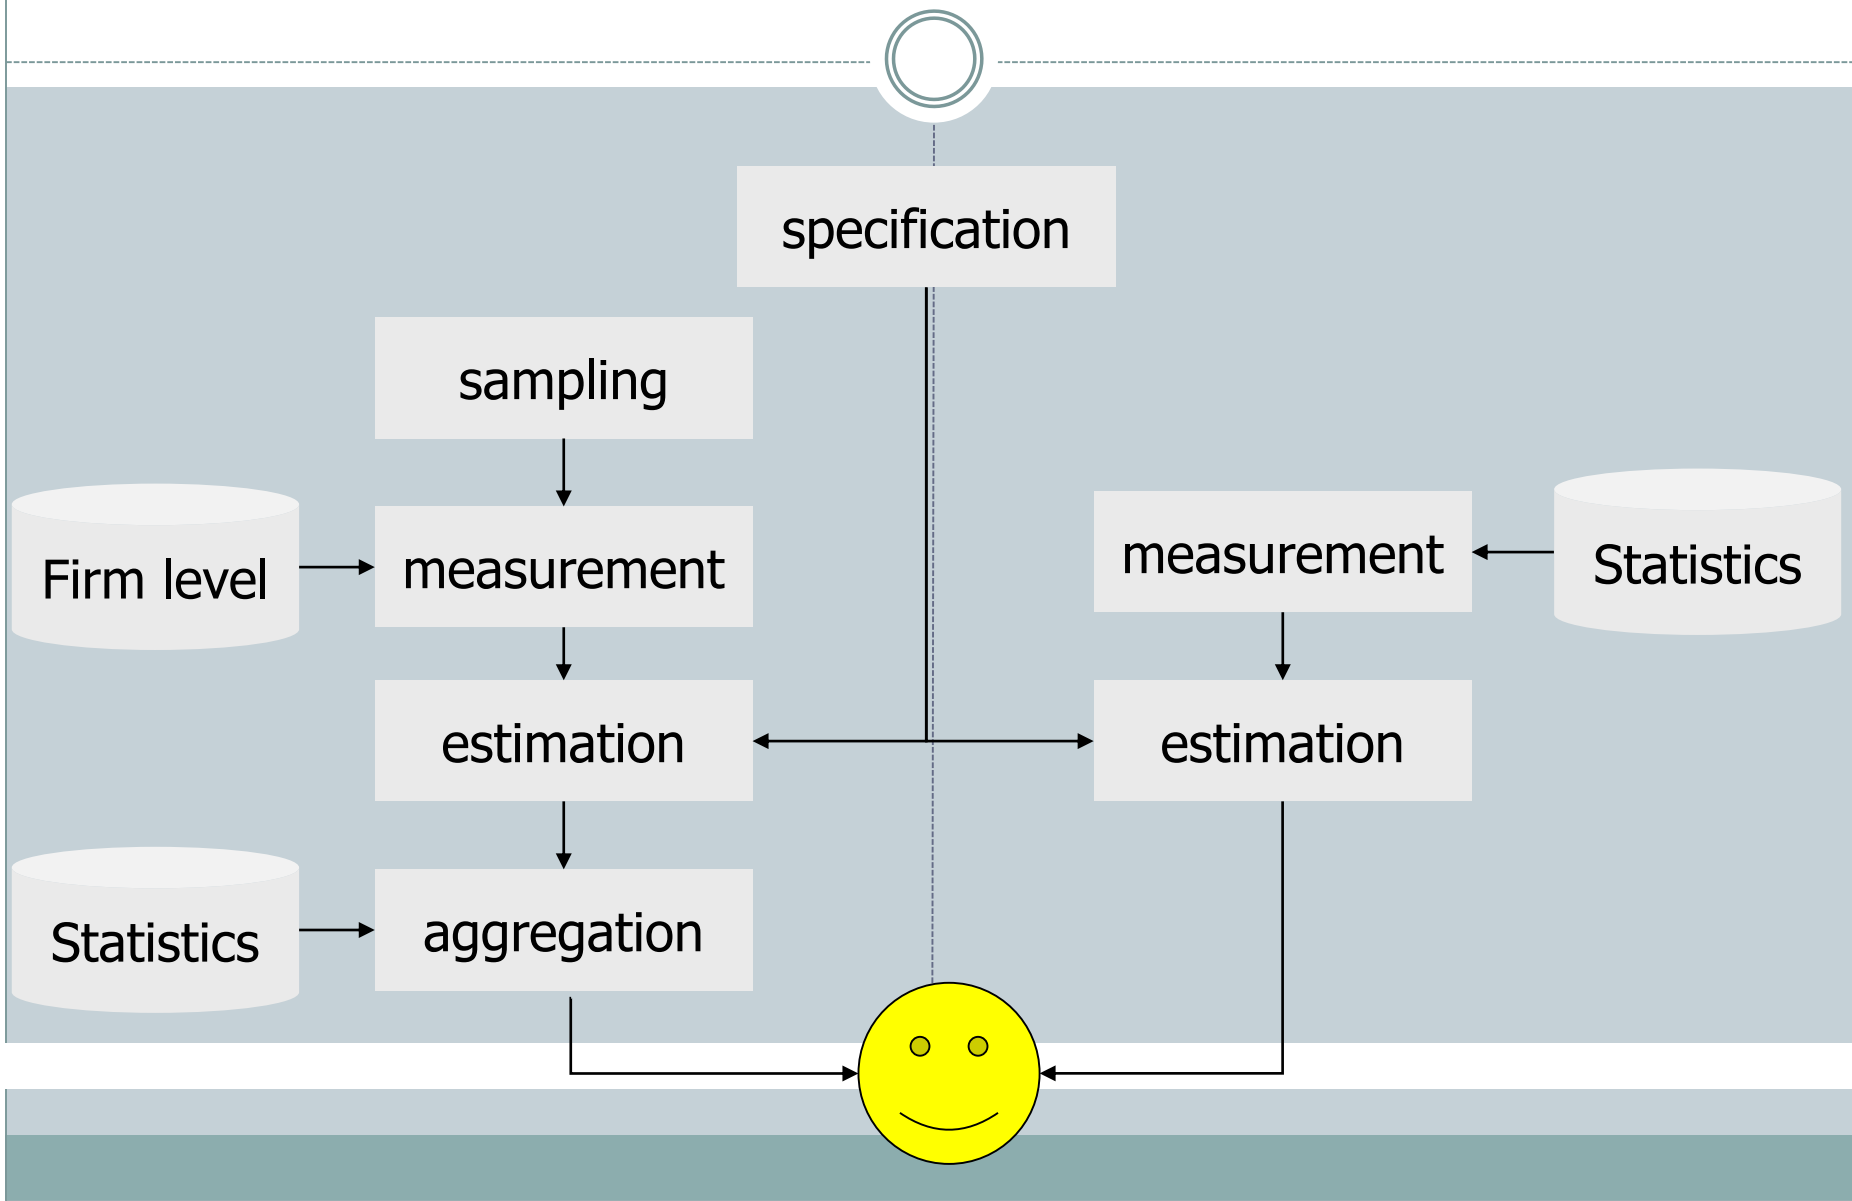 specification
sampling
Firm level
measurement
measurement
Statistics
estimation
estimation
Statistics
aggregation